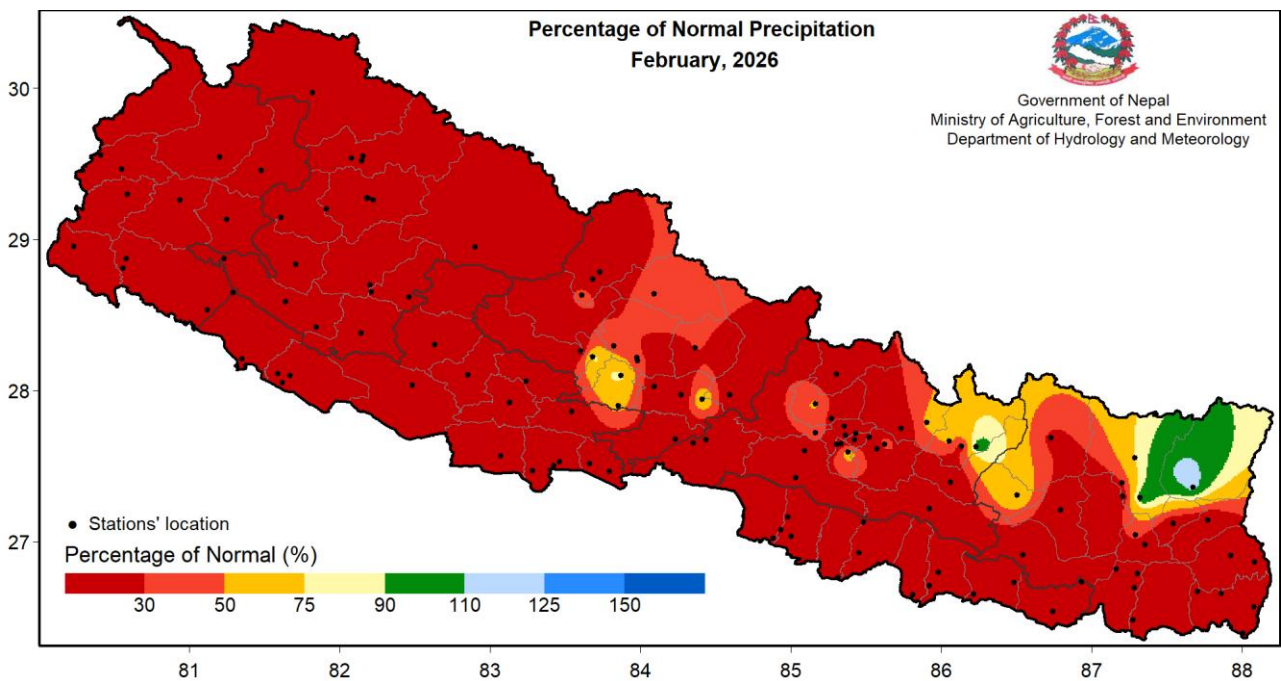 Percentage of Normal Precipitation
February, 2026
Government of Nepal
Ministry of Agriculture, Forest and Environment
Department of Hydrology and Meteorology
30
29
28
27
Stations' location
Percentage of Normal (%)
30 50 75 90 110 125 150
81 82 83 84 85 86 87 88